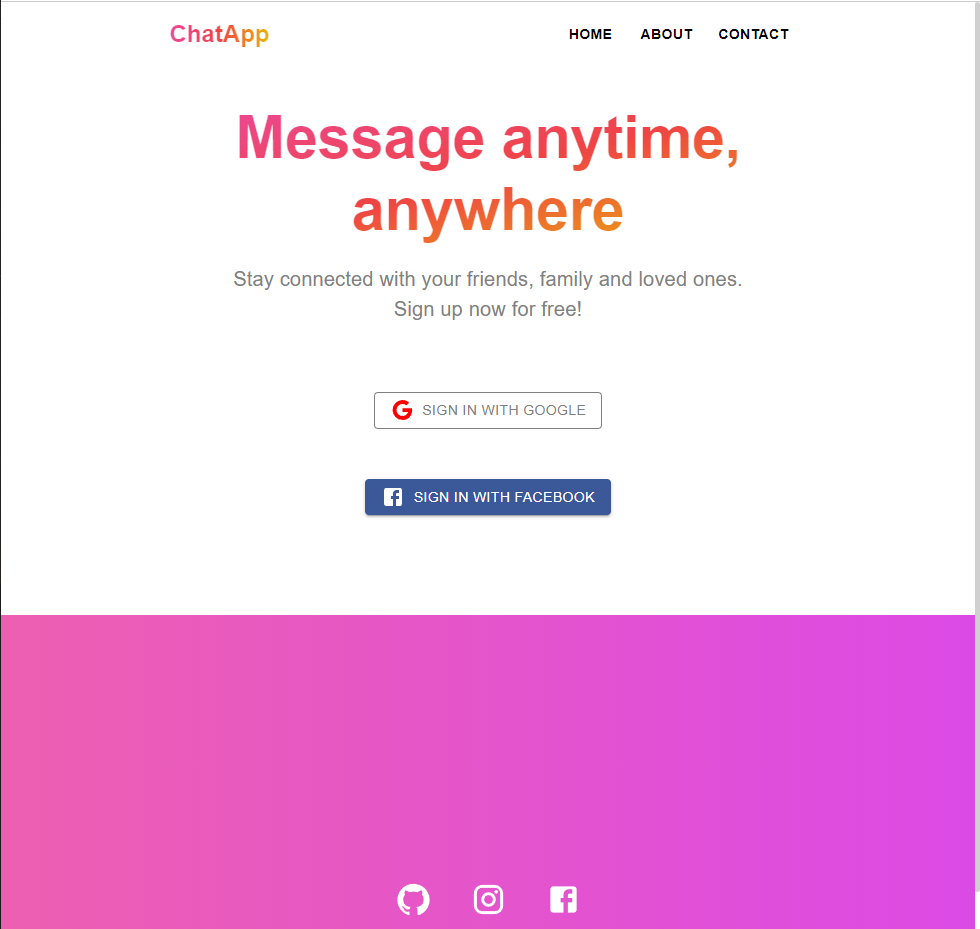 ChatApp
HOME ABOUT CONTACT
Message anytime,
anywhere
Stay connected with your friends, family and loved ones.
Sign up now for free!
SIGN IN WITH GOOGLE
SIGN IN WITH FACEBOOK